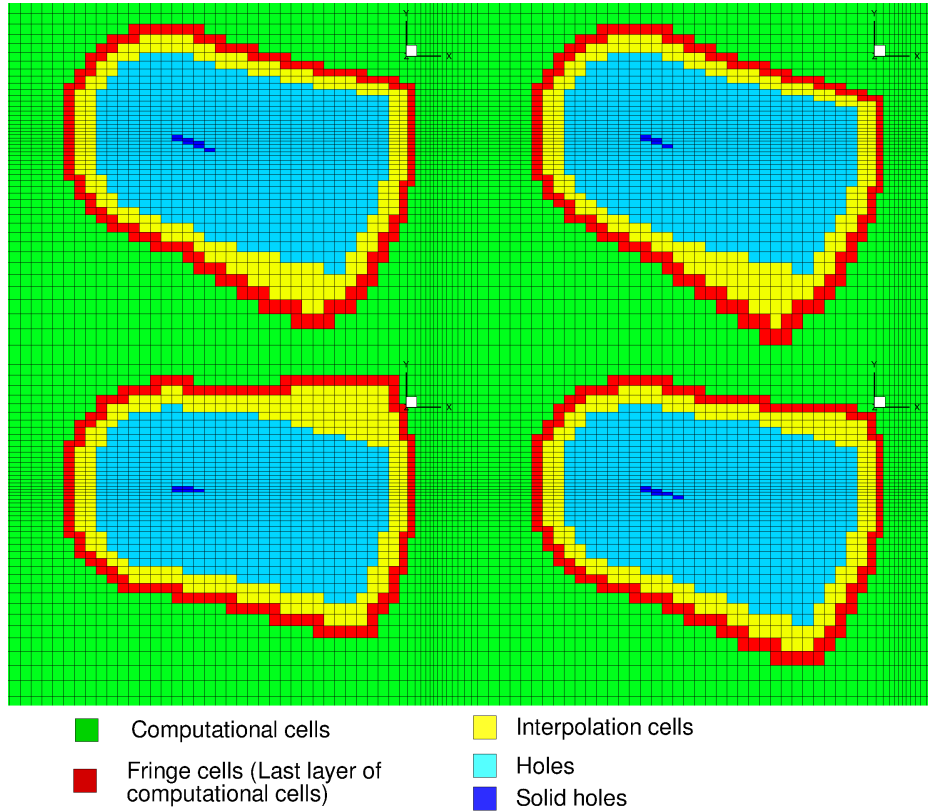 Y
X
Y
X
Y
X
Y
X
Computational cells
Fringe cells (Last layer of
computational cells)
Interpolation cells
Holes
Solid holes